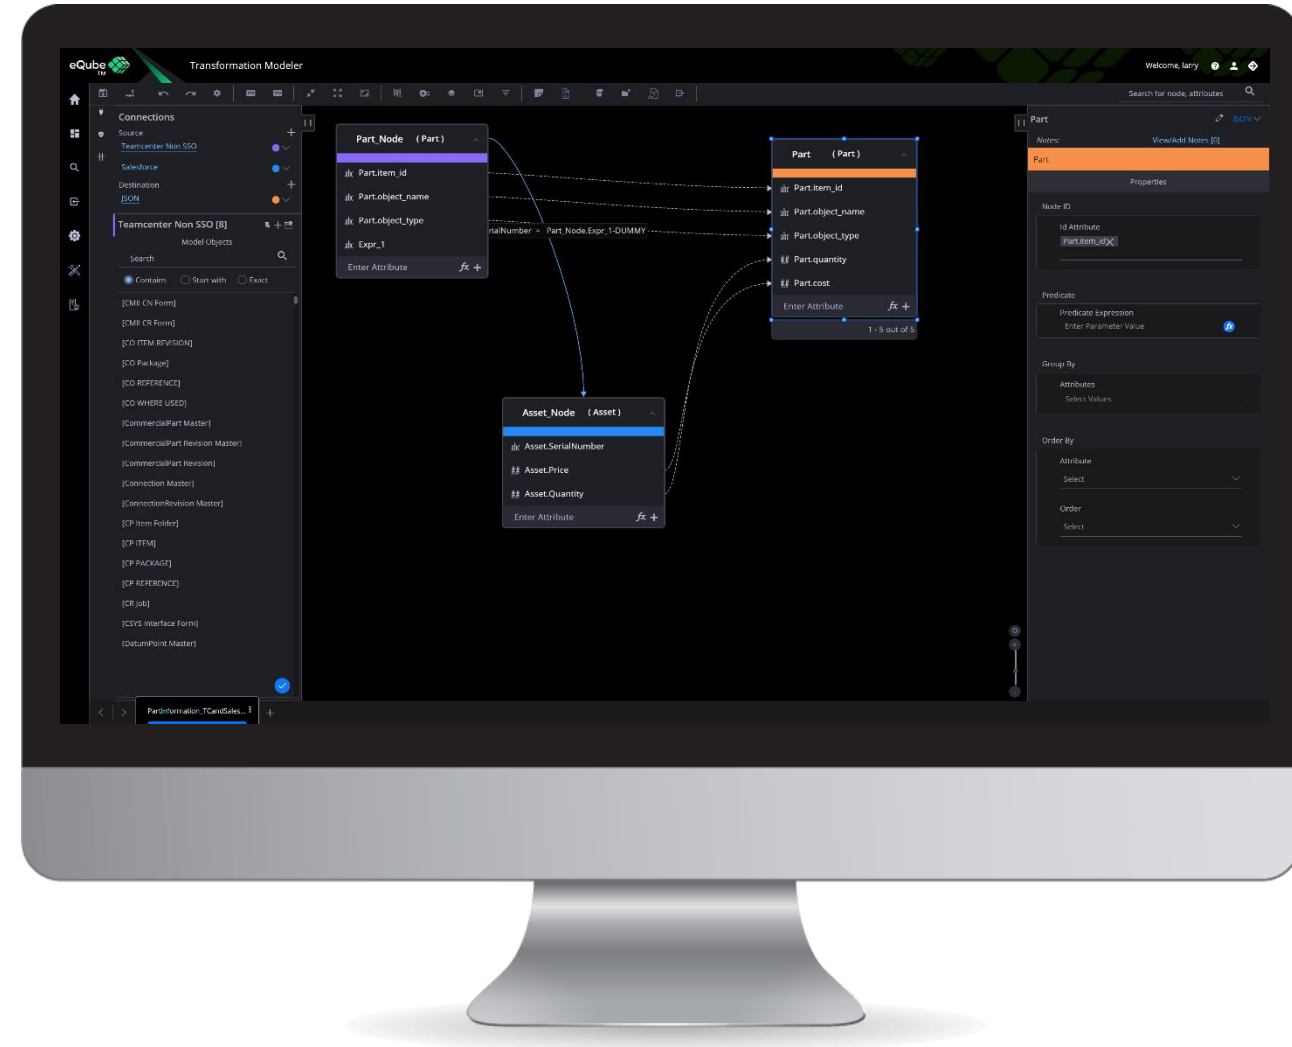 eQube
TM
Transformation Modeler
Welcome, larry
Search for node, attributes
Connections
Source
Teamcenter Non SSO
Salesforce
Destination
JSON
Teamcenter Non SSO [8]
Model Objects
Search
Contains Start with Exact
[CMII CN Form]
[CMII CR Form]
[CO ITEM REVISION]
[CO Package]
[CO REFERENCE]
[CO WHERE USED]
[CommercialPart Master]
[CommercialPart Revision Master]
[CommercialPart Revision]
[Connection Master]
[ConnectionRevision Master]
[CP Item Folder]
[CP ITEM]
[CP PACKAGE]
[CP REFERENCE]
[CR Job]
[CSYS Interface Form]
[DatumPoint Master]
PartInformation_TCandSales...
Part_Node (Part)
Part.item_id
Part.object_name
Part.object_type
Expr_1
Enter Attribute fx +
rialNumber = Part_Node.Expr_1-DUMMY
Asset_Node (Asset)
Asset.SerialNumber
Asset.Price
Asset.Quantity
Enter Attribute fx +
Part (Part)
Part.item_id
Part.object_name
Part.object_type
Part.quantity
Part.cost
Enter Attribute fx +
1 - 5 out of 5
Part JSON
Notes: View/Add Notes [0]
Part
Properties
Node ID
Id Attribute
Part.item_id
Predicate
Predicate Expression
Enter Parameter Value fx
Group By
Attributes
Select Values
Order By
Attribute
Select
Order
Select